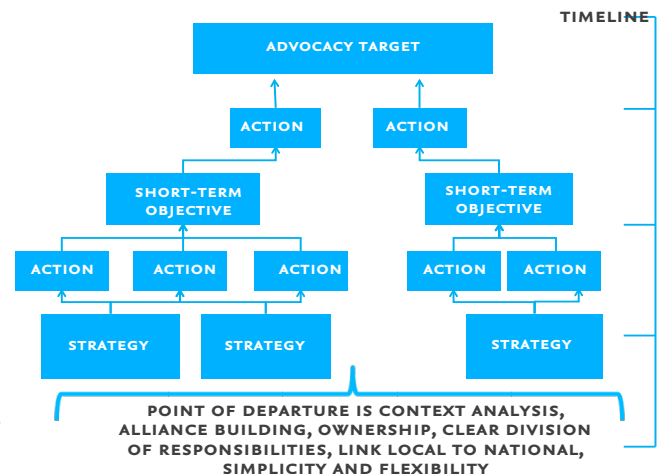 TIMELINE
ADVOCACY TARGET
ACTION
ACTION
SHORT-TERM
OBJECTIVE
SHORT-TERM
OBJECTIVE
ACTION
ACTION
ACTION
ACTION
ACTION
STRATEGY
STRATEGY
STRATEGY
POINT OF DEPARTURE IS CONTEXT ANALYSIS,
ALLIANCE BUILDING, OWNERSHIP, CLEAR DIVISION
OF RESPONSIBILITIES, LINK LOCAL TO NATIONAL,
SIMPLICITY AND FLEXIBILITY